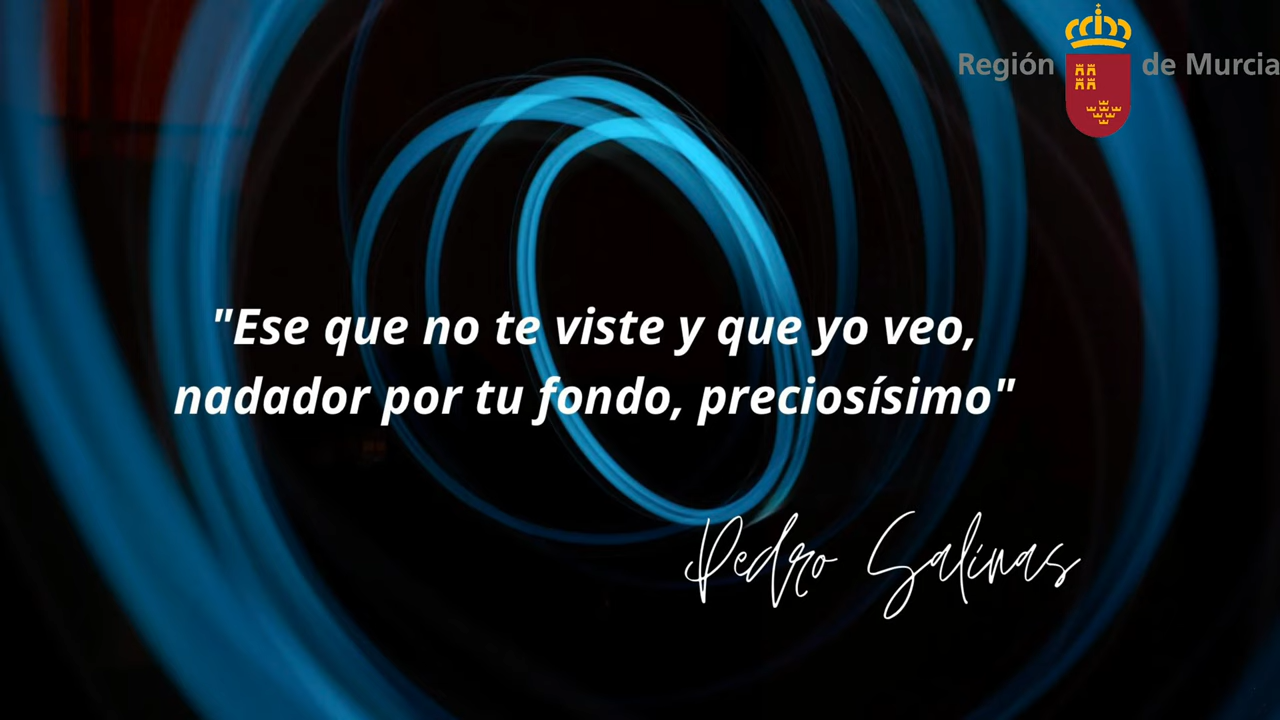 Región de Murcia
"Ese que no te viste y que yo veo,
nadador por tu fondo, preciosísimo"
Pedro Salinas